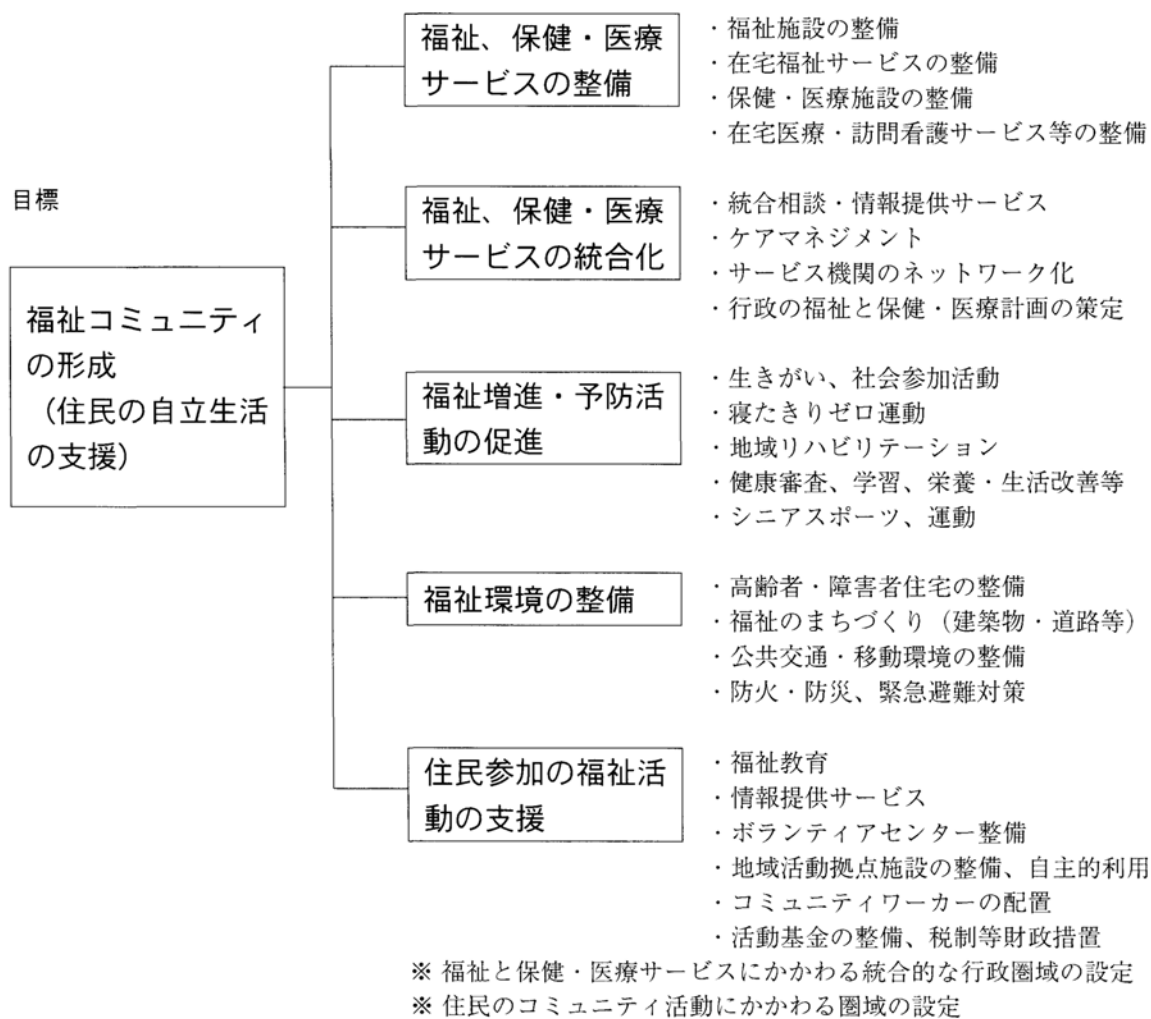 目標
福祉コミュニティ
の形成
（住民の自立生活
の支援）
福祉、保健・医療
サービスの整備
・福祉施設の整備
・在宅福祉サービスの整備
・保健・医療施設の整備
・在宅医療・訪問看護サービス等の整備
福祉、保健・医療
サービスの統合化
・統合相談・情報提供サービス
・ケアマネジメント
・サービス機関のネットワーク化
・行政の福祉と保健・医療計画の策定
福祉増進・予防活
動の促進
・生きがい、社会参加活動
・寝たきりゼロ運動
・地域リハビリテーション
・健康審査、学習、栄養・生活改善等
・シニアスポーツ、運動
福祉環境の整備
・高齢者・障害者住宅の整備
・福祉のまちづくり（建築物・道路等）
・公共交通・移動環境の整備
・防火・防災、緊急避難対策
住民参加の福祉活
動の支援
・福祉教育
・情報提供サービス
・ボランティアセンター整備
・地域活動拠点施設の整備、自主的利用
・コミュニティワーカーの配置
・活動基金の整備、税制等財政措置
※ 福祉と保健・医療サービスにかかわる統合的な行政圏域の設定
※ 住民のコミュニティ活動にかかわる圏域の設定